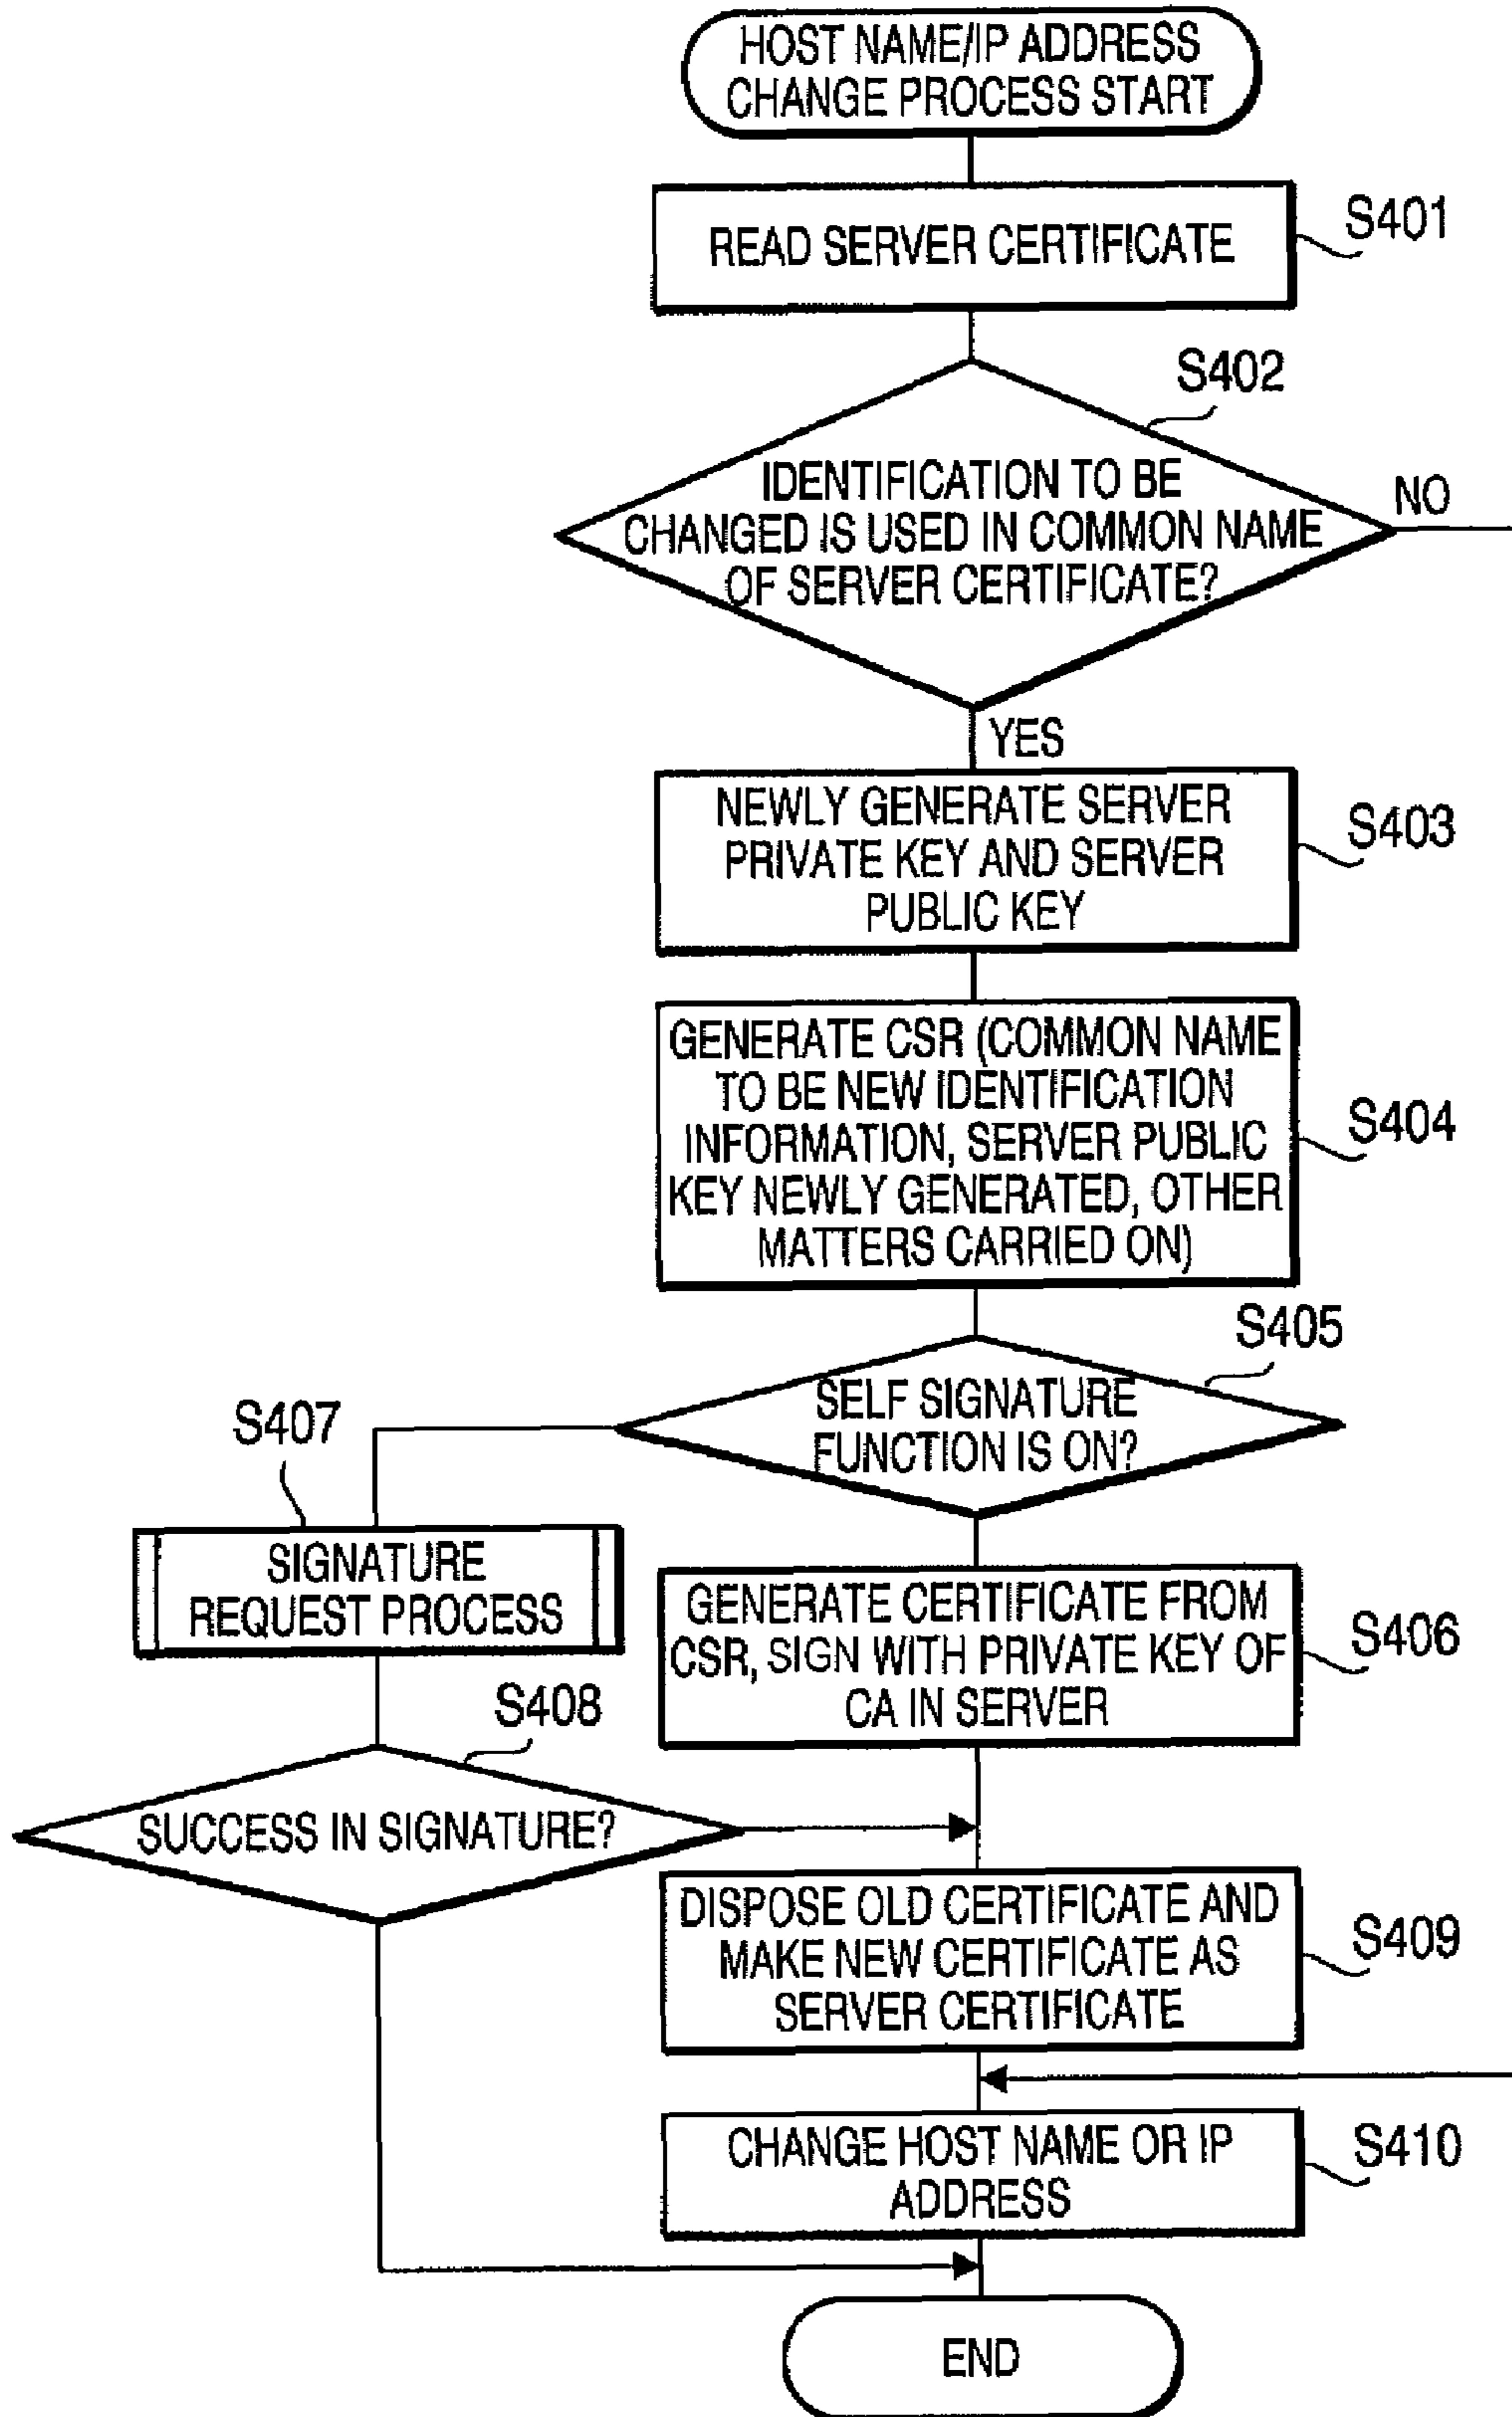 HOST NAME/IP ADDRESS
CHANGE PROCESS START
READ SERVER CERTIFICATE
S401
S402
IDENTIFICATION TO BE
CHANGED IS USED IN COMMON NAME
OF SERVER CERTIFICATE?
NO
YES
NEWLY GENERATE SERVER
PRIVATE KEY AND SERVER
PUBLIC KEY
S403
GENERATE CSR (COMMON NAME
TO BE NEW IDENTIFICATION
INFORMATION, SERVER PUBLIC
KEY NEWLY GENERATED, OTHER
MATTERS CARRIED ON)
S404
S405
SELF SIGNATURE
FUNCTION IS ON?
S407
SIGNATURE
REQUEST PROCESS
GENERATE CERTIFICATE FROM
CSR, SIGN WITH PRIVATE KEY OF
CA IN SERVER
S406
S408
SUCCESS IN SIGNATURE?
DISPOSE OLD CERTIFICATE AND
MAKE NEW CERTIFICATE AS
SERVER CERTIFICATE
S409
CHANGE HOST NAME OR IP
ADDRESS
S410
END